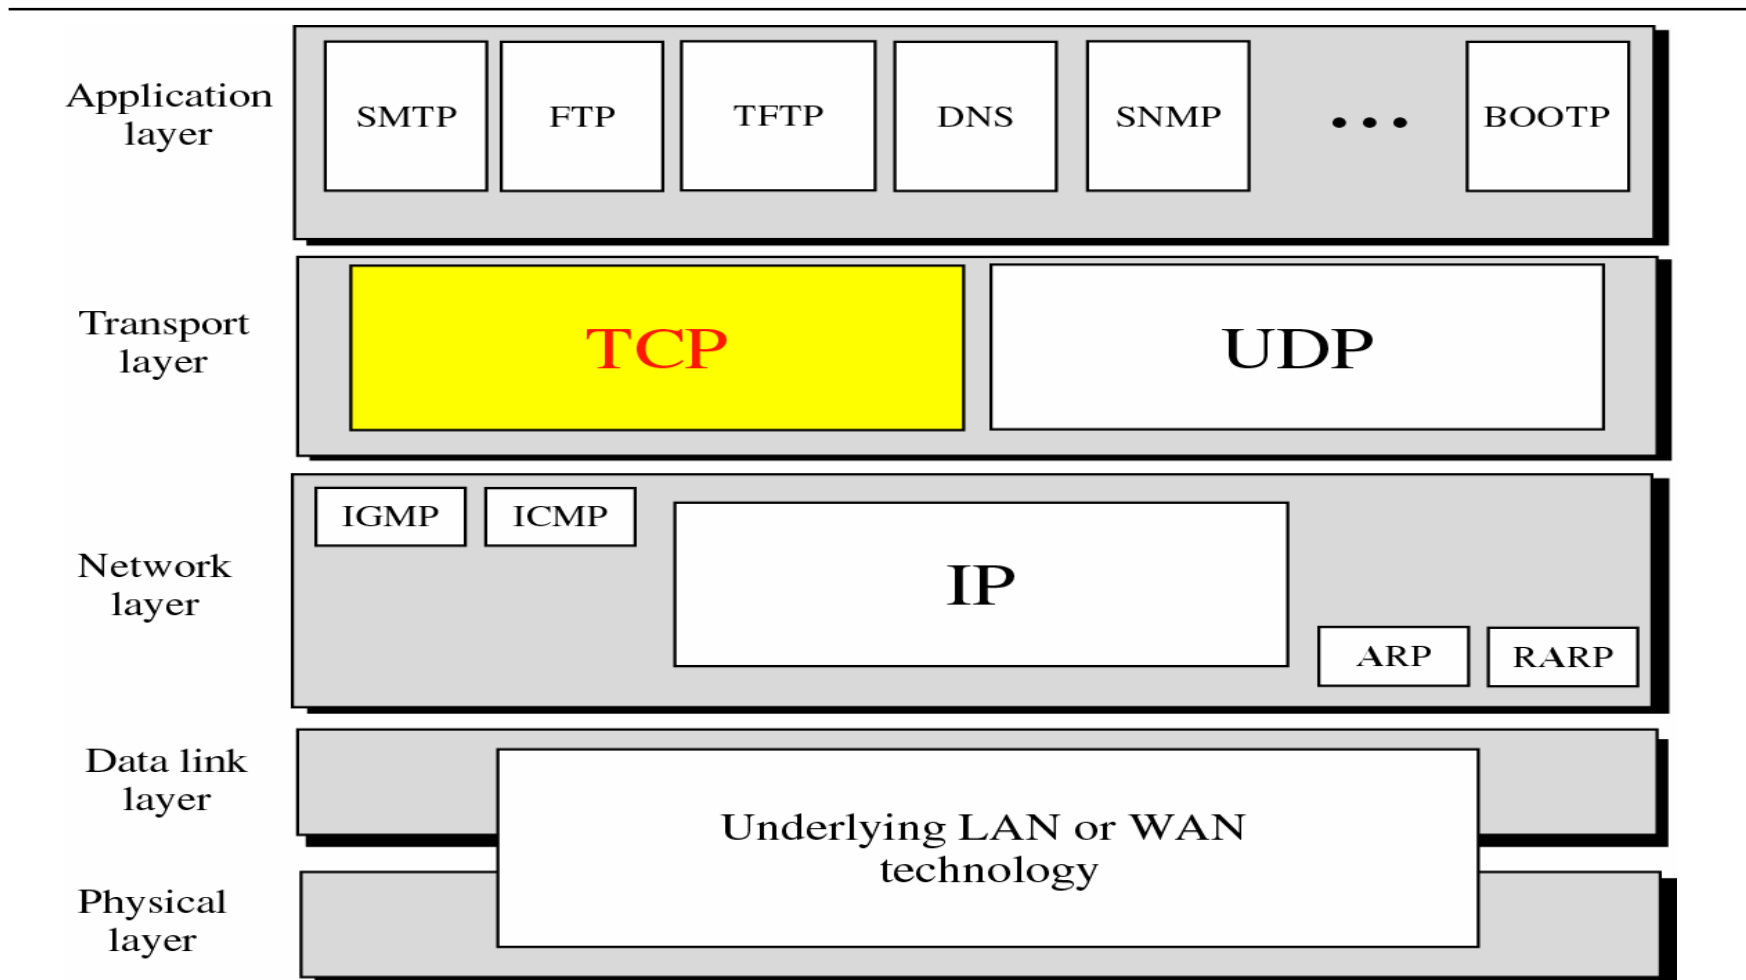 Application
layer
SMTP
FTP
TFTP
DNS
SNMP
...
BOOTP
Transport
layer
TCP
UDP
Network
layer
IGMP
ICMP
IP
ARP
RARP
Data link
layer
Underlying LAN or WAN
technology
Physical
layer